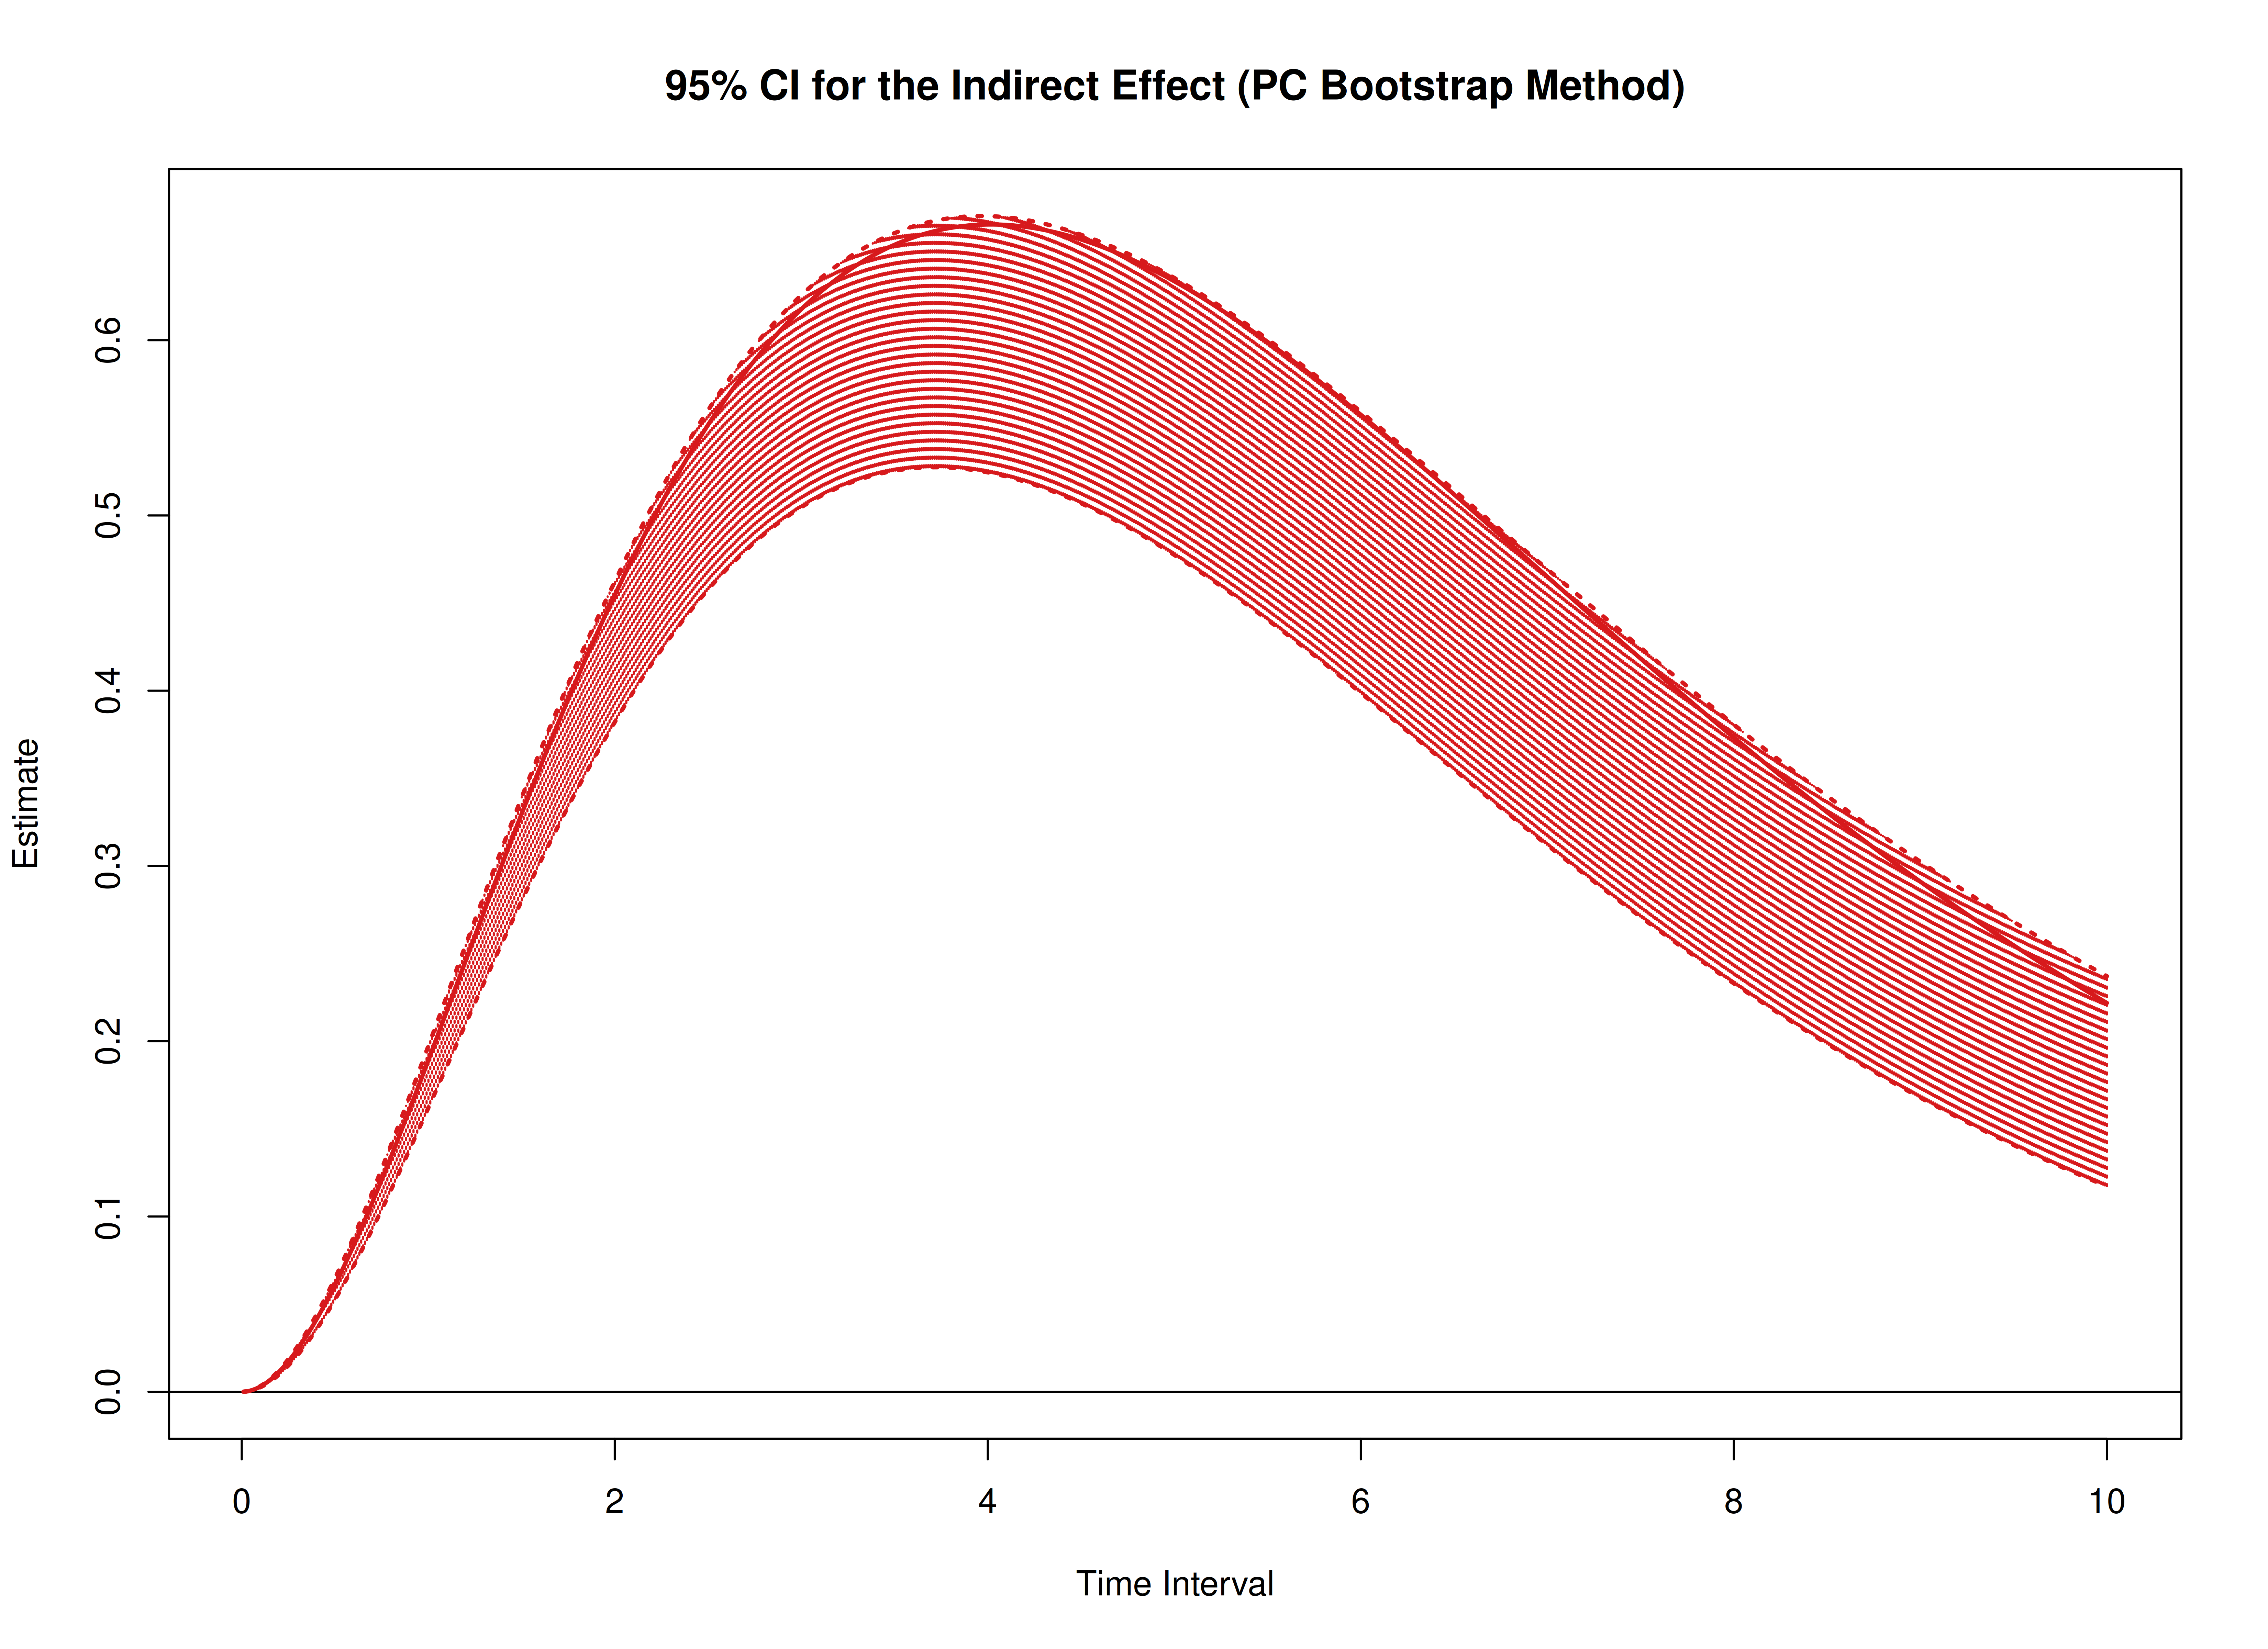 95% CI for the Indirect Effect (PC Bootstrap Method)
Estimate
0.6
0.5
0.4
0.3
0.2
0.1
0.0
0 2 4 6 8 10
Time Interval